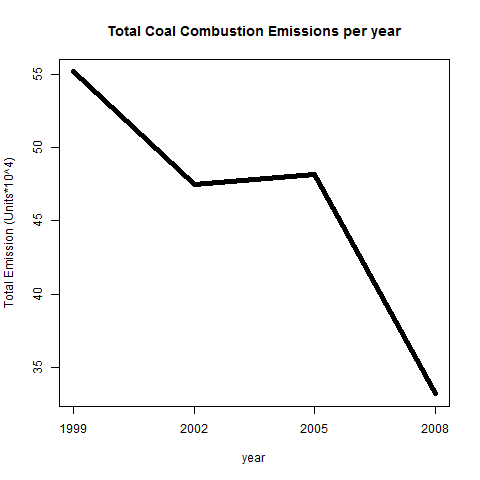 Total Coal Combustion Emissions per year
Total Emission (Units*10^4)
55
50
45
40
35
1999 2002 2005 2008
year